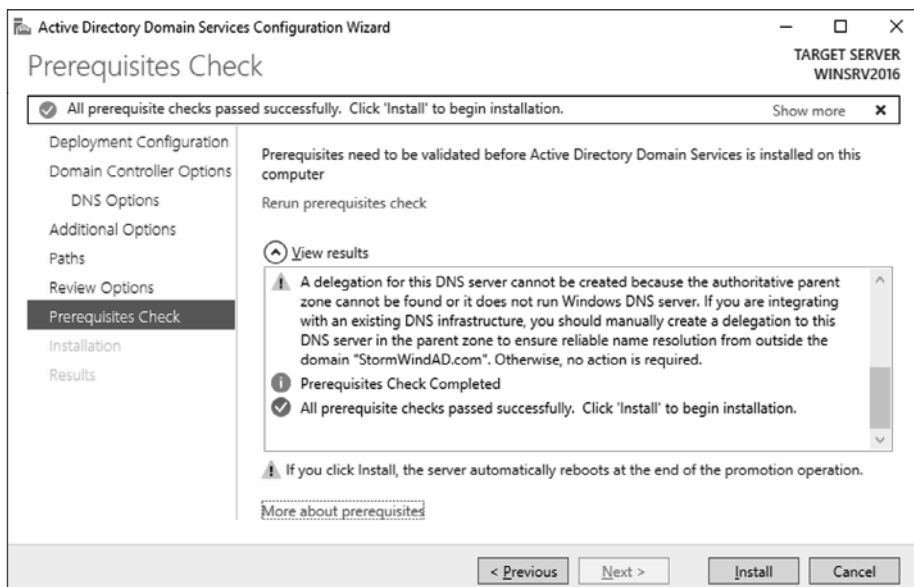 Active Directory Domain Services Configuration Wizard
Prerequisites Check
TARGET SERVER
WINSRV2016
All prerequisite checks passed successfully. Click 'Install' to begin installation.
Show more
Deployment Configuration
Domain Controller Options
DNS Options
Additional Options
Paths
Review Options
Prerequisites Check
Installation
Results
Prerequisites need to be validated before Active Directory Domain Services is installed on this
computer
Rerun prerequisites check
View results
A delegation for this DNS server cannot be created because the authoritative parent
zone cannot be found or it does not run Windows DNS server. If you are integrating
with an existing DNS infrastructure, you should manually create a delegation to this
DNS server in the parent zone to ensure reliable name resolution from outside the
domain "StormWindAD.com". Otherwise, no action is required.
Prerequisites Check Completed
All prerequisite checks passed successfully. Click 'Install' to begin installation.
If you click Install, the server automatically reboots at the end of the promotion operation.
More about prerequisites
< Previous
Next >
Install
Cancel